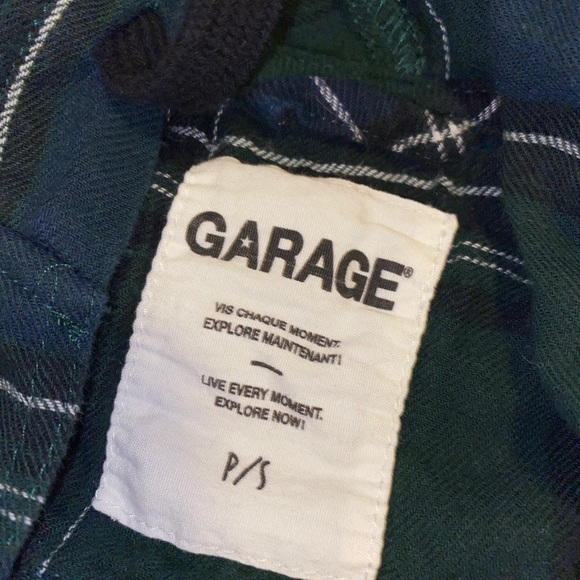 GARAGE®
VIS CHAQUE MOMENT.
EXPLORE MAINTENANT!
LIVE EVERY MOMENT.
EXPLORE NOW!
P/S